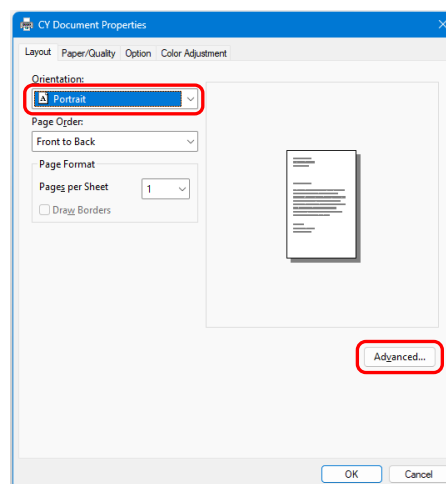 CY Document Properties
Layout Paper/Quality Option Color Adjustment
Orientation:
A Portrait
Page Order:
Front to Back
Page Format
Pages per Sheet 1
Draw Borders
Advanced...
OK Cancel